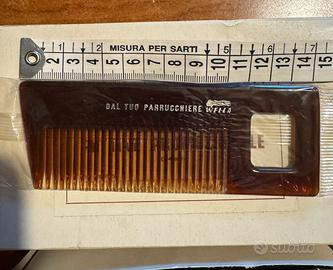 MISURA PER SARTI
1 2 3 4 5 6 7 8 9 10 11 12 13 14 15
DAL TUO PARRUCCHIERE WELLA
subito